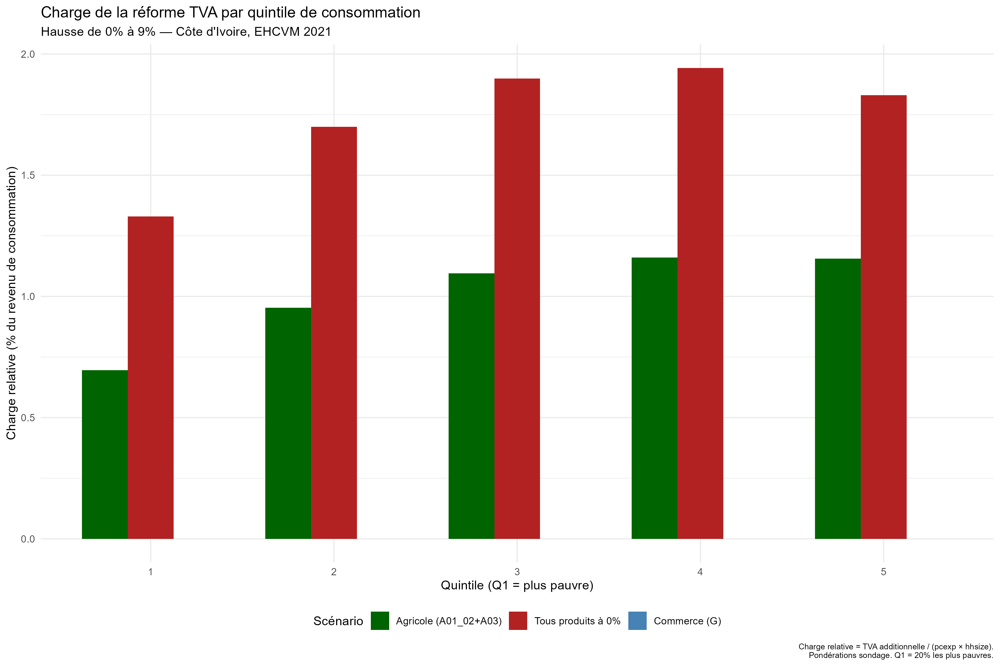 Charge de la réforme TVA par quintile de consommation
Hausse de 0% à 9% — Côte d'Ivoire, EHCVM 2021
Charge relative (% du revenu de consommation)
2.0
1.5
1.0
0.5
0.0
1 2 3 4 5
Quintile (Q1 = plus pauvre)
Scénario Agricole (A01_02+A03) Tous produits à 0% Commerce (G)
Charge relative = TVA additionnelle / (pcexp × hhsize).
Pondérations sondage. Q1 = 20% les plus pauvres.